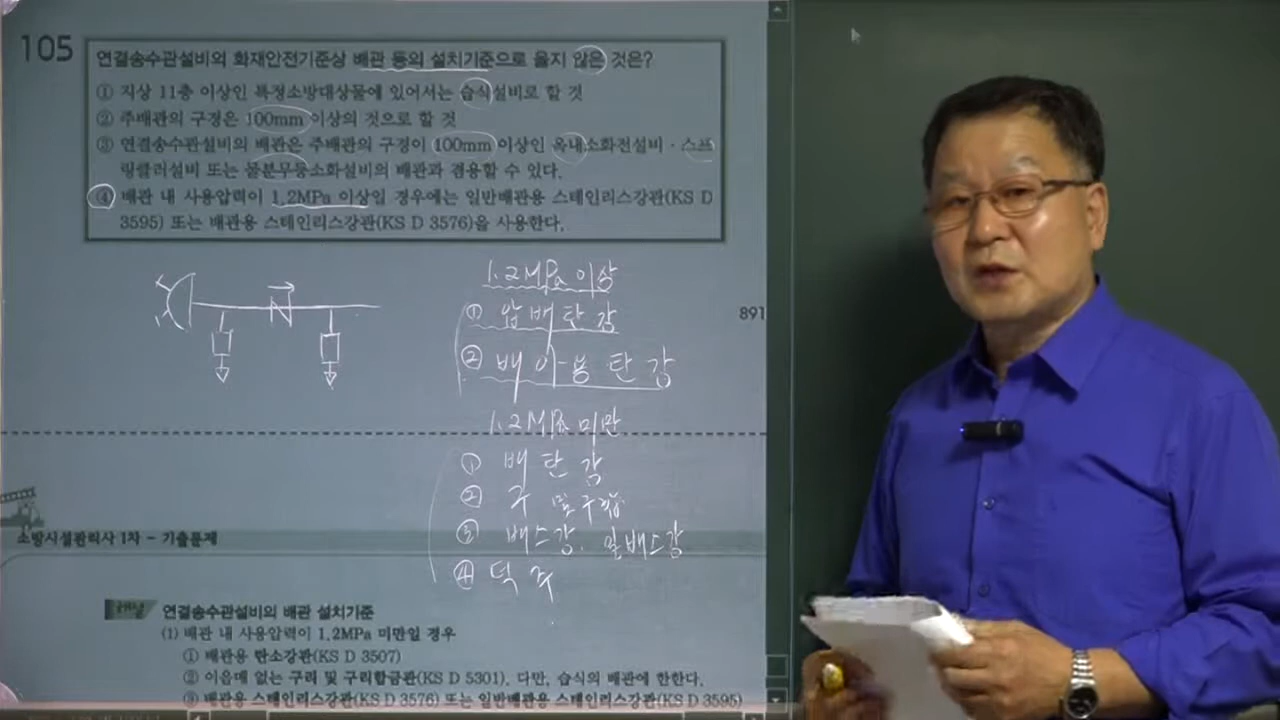 105
연결송수관설비의 화재안전기준상 배관 등의 설치기준으로 옳지 않은 것은?
① 지상 11층 이상인 특정소방대상물에 있어서는 습식설비로 할 것
② 주배관의 구경은 100mm 이상의 것으로 할 것
③ 연결송수관설비의 배관은 주배관의 구경이 100mm 이상인 옥내소화전설비·스프
링클러설비 또는 물분무등소화설비의 배관과 겸용할 수 있다.
④ 배관 내 사용압력이 1.2MPa 이상일 경우에는 일반배관용 스테인리스강관(KS D
3595) 또는 배관용 스테인리스강관(KS D 3576)을 사용한다.
1.2MPa 이상
① 압배탄강
② 배아용탄강
891
1.2MPa 미만
① 배탄강
② 구 및 구합
③ 배스강, 일배스강
④ 덕주
소방시설관리사 1차 - 기출문제
해설 연결송수관설비의 배관 설치기준
(1) 배관 내 사용압력이 1.2MPa 미만일 경우
① 배관용 탄소강관(KS D 3507)
② 이음매 없는 구리 및 구리합금관(KS D 5301). 다만, 습식의 배관에 한한다.
③ 배관용 스테인리스강관(KS D 3576) 또는 일반배관용 스테인리스강관(KS D 3595)